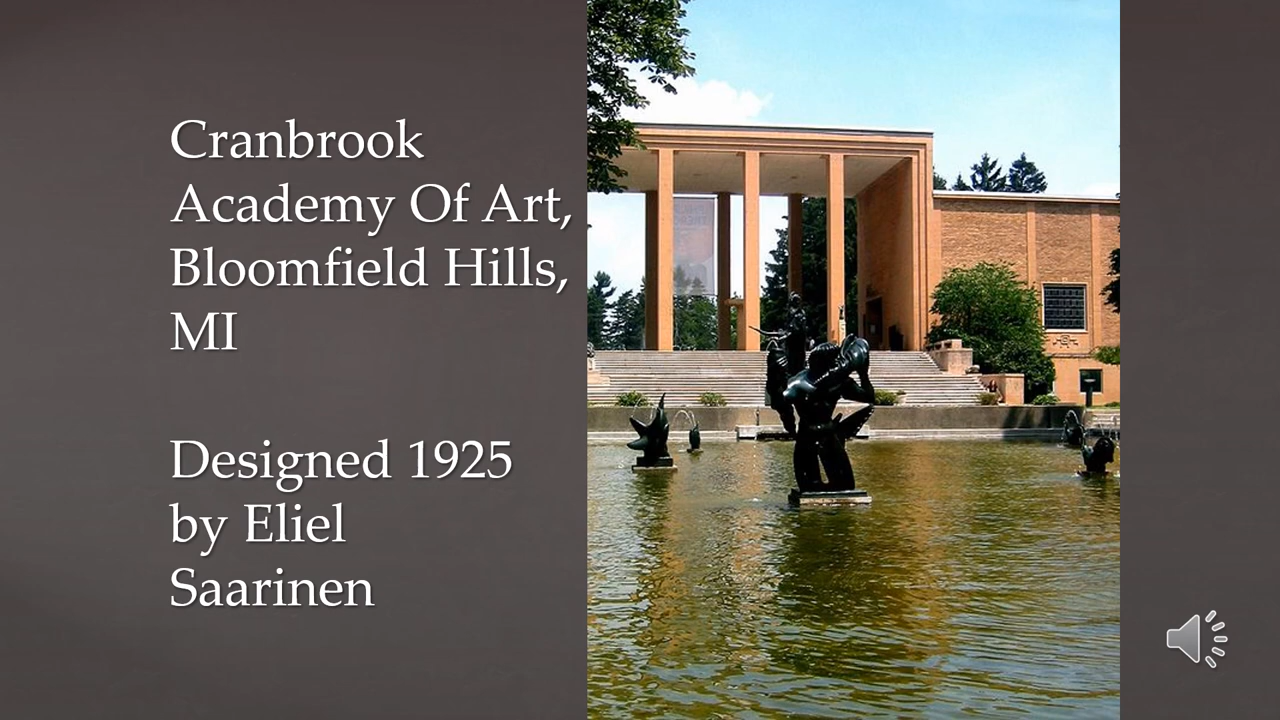 Cranbrook
Academy Of Art,
Bloomfield Hills,
MI
Designed 1925
by Eliel
Saarinen